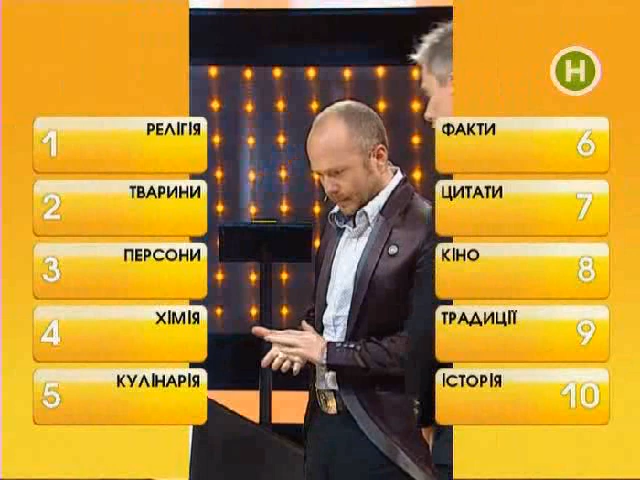 Н
1 РЕЛІГІЯ
2 ТВАРИНИ
3 ПЕРСОНИ
4 ХІМІЯ
5 КУЛІНАРІЯ
ФАКТИ 6
ЦИТАТИ 7
КІНО 8
ТРАДИЦІЇ 9
ІСТОРІЯ 10